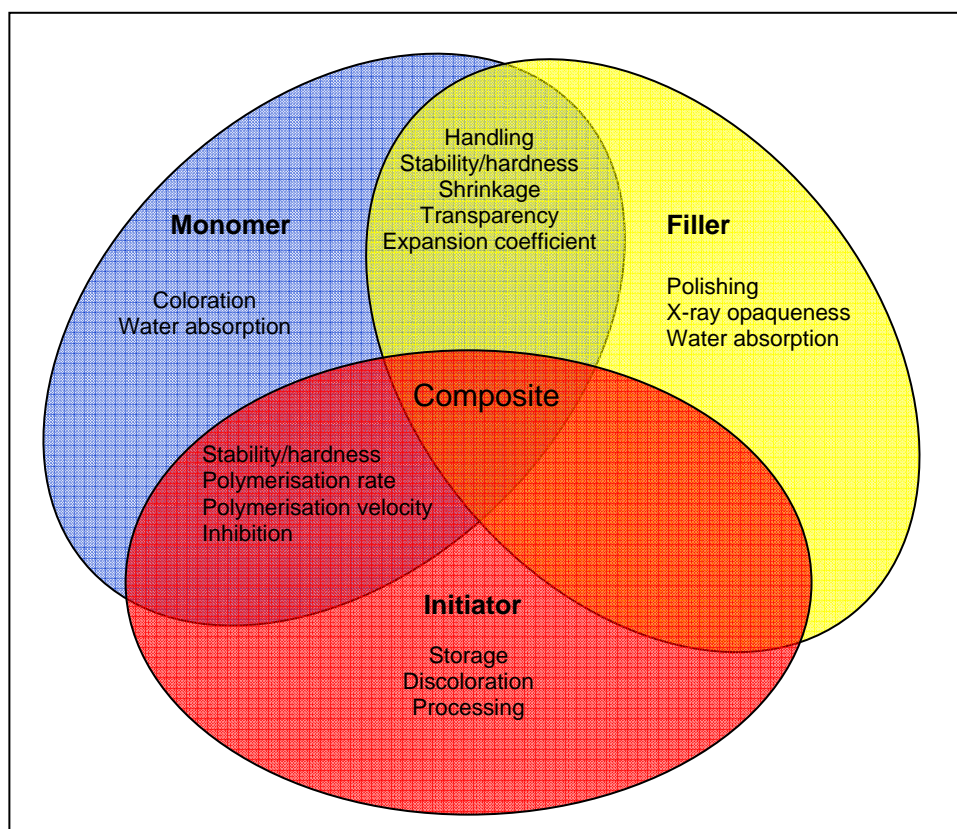 Handling
Stability/hardness
Shrinkage
Transparency
Expansion coefficient
Monomer
Coloration
Water absorption
Filler
Polishing
X-ray opaqueness
Water absorption
Composite
Stability/hardness
Polymerisation rate
Polymerisation velocity
Inhibition
Initiator
Storage
Discoloration
Processing